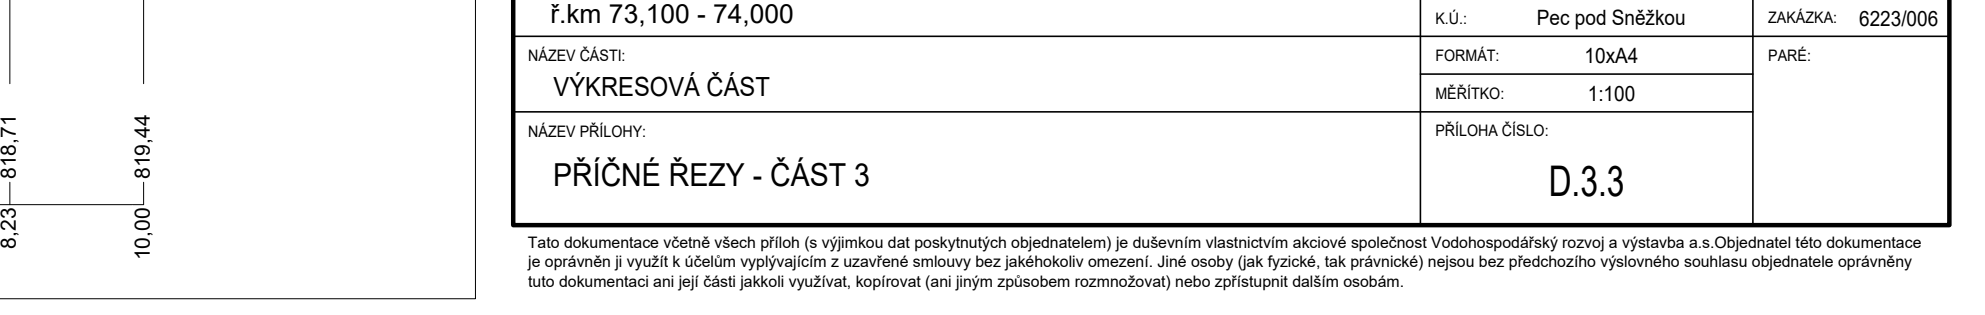 818,71
819,44
8,23
10,00
ř.km 73,100 - 74,000
K.Ú.: Pec pod Sněžkou
ZAKÁZKA: 6223/006
NÁZEV ČÁSTI:
VÝKRESOVÁ ČÁST
FORMÁT: 10xA4
PARÉ:
MĚŘÍTKO: 1:100
NÁZEV PŘÍLOHY:
PŘÍČNÉ ŘEZY - ČÁST 3
PŘÍLOHA ČÍSLO:
D.3.3
Tato dokumentace včetně všech příloh (s výjimkou dat poskytnutých objednatelem) je duševním vlastnictvím akciové společnost Vodohospodářský rozvoj a výstavba a.s.Objednatel této dokumentace
je oprávněn ji využít k účelům vyplývajícím z uzavřené smlouvy bez jakéhokoliv omezení. Jiné osoby (jak fyzické, tak právnické) nejsou bez předchozího výslovného souhlasu objednatele oprávněny
tuto dokumentaci ani její části jakkoli využívat, kopírovat (ani jiným způsobem rozmnožovat) nebo zpřístupnit dalším osobám.